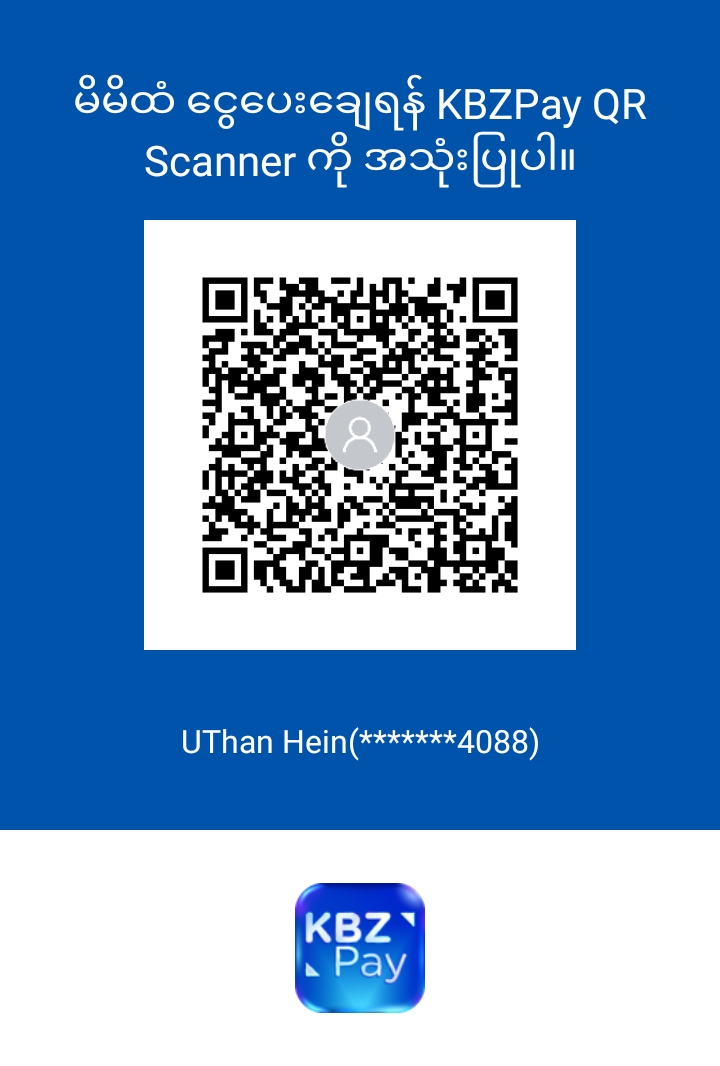 မိမိထံ ငွေပေးချေရန် KBZPay QR
Scanner ကို အသုံးပြုပါ။
UThan Hein(*******4088)
KBZ
Pay